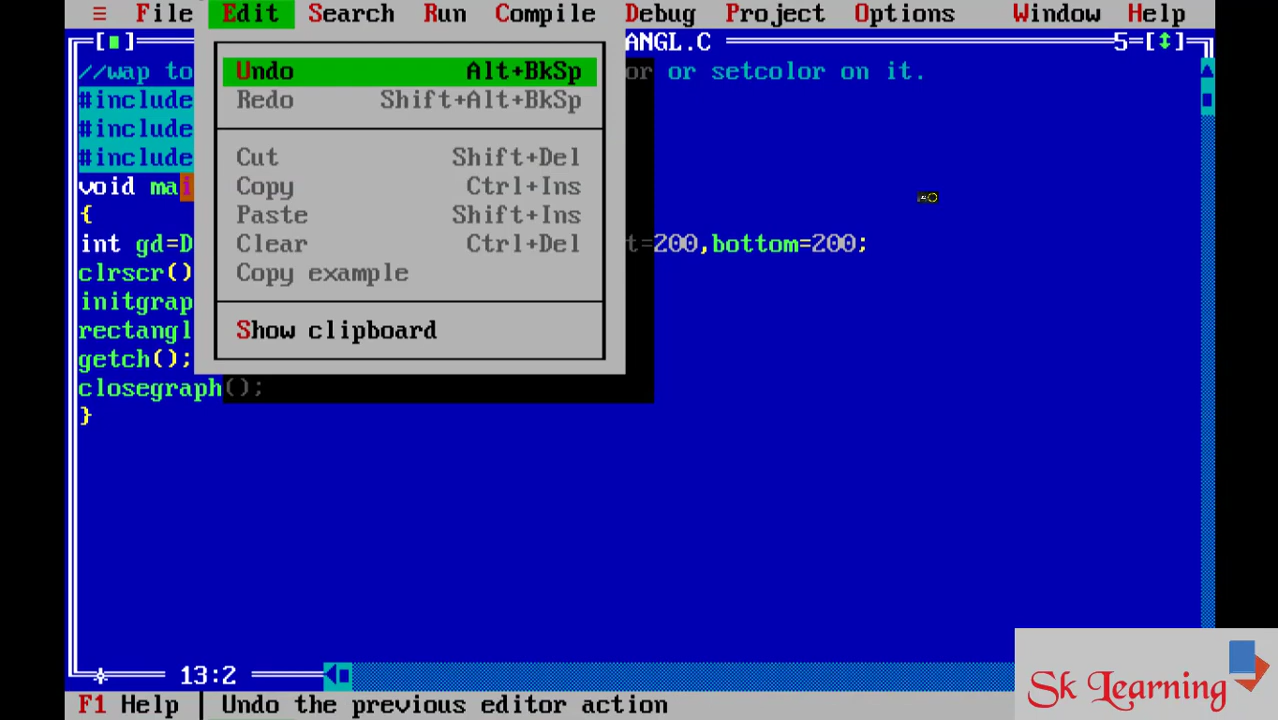 ≡ File Edit Search Run Compile Debug Project Options Window Help
[■] ANGL.C 5=[↕]
//wap to or or setcolor on it.
#include
#include
#include
void mai
{
int gd=D t=200,bottom=200;
clrscr()
initgrap
rectangl
getch();
closegraph();
}
Undo Alt+BkSp
Redo Shift+Alt+BkSp
Cut Shift+Del
Copy Ctrl+Ins
Paste Shift+Ins
Clear Ctrl+Del
Copy example
Show clipboard
13:2
F1 Help Undo the previous editor action
Sk Learning